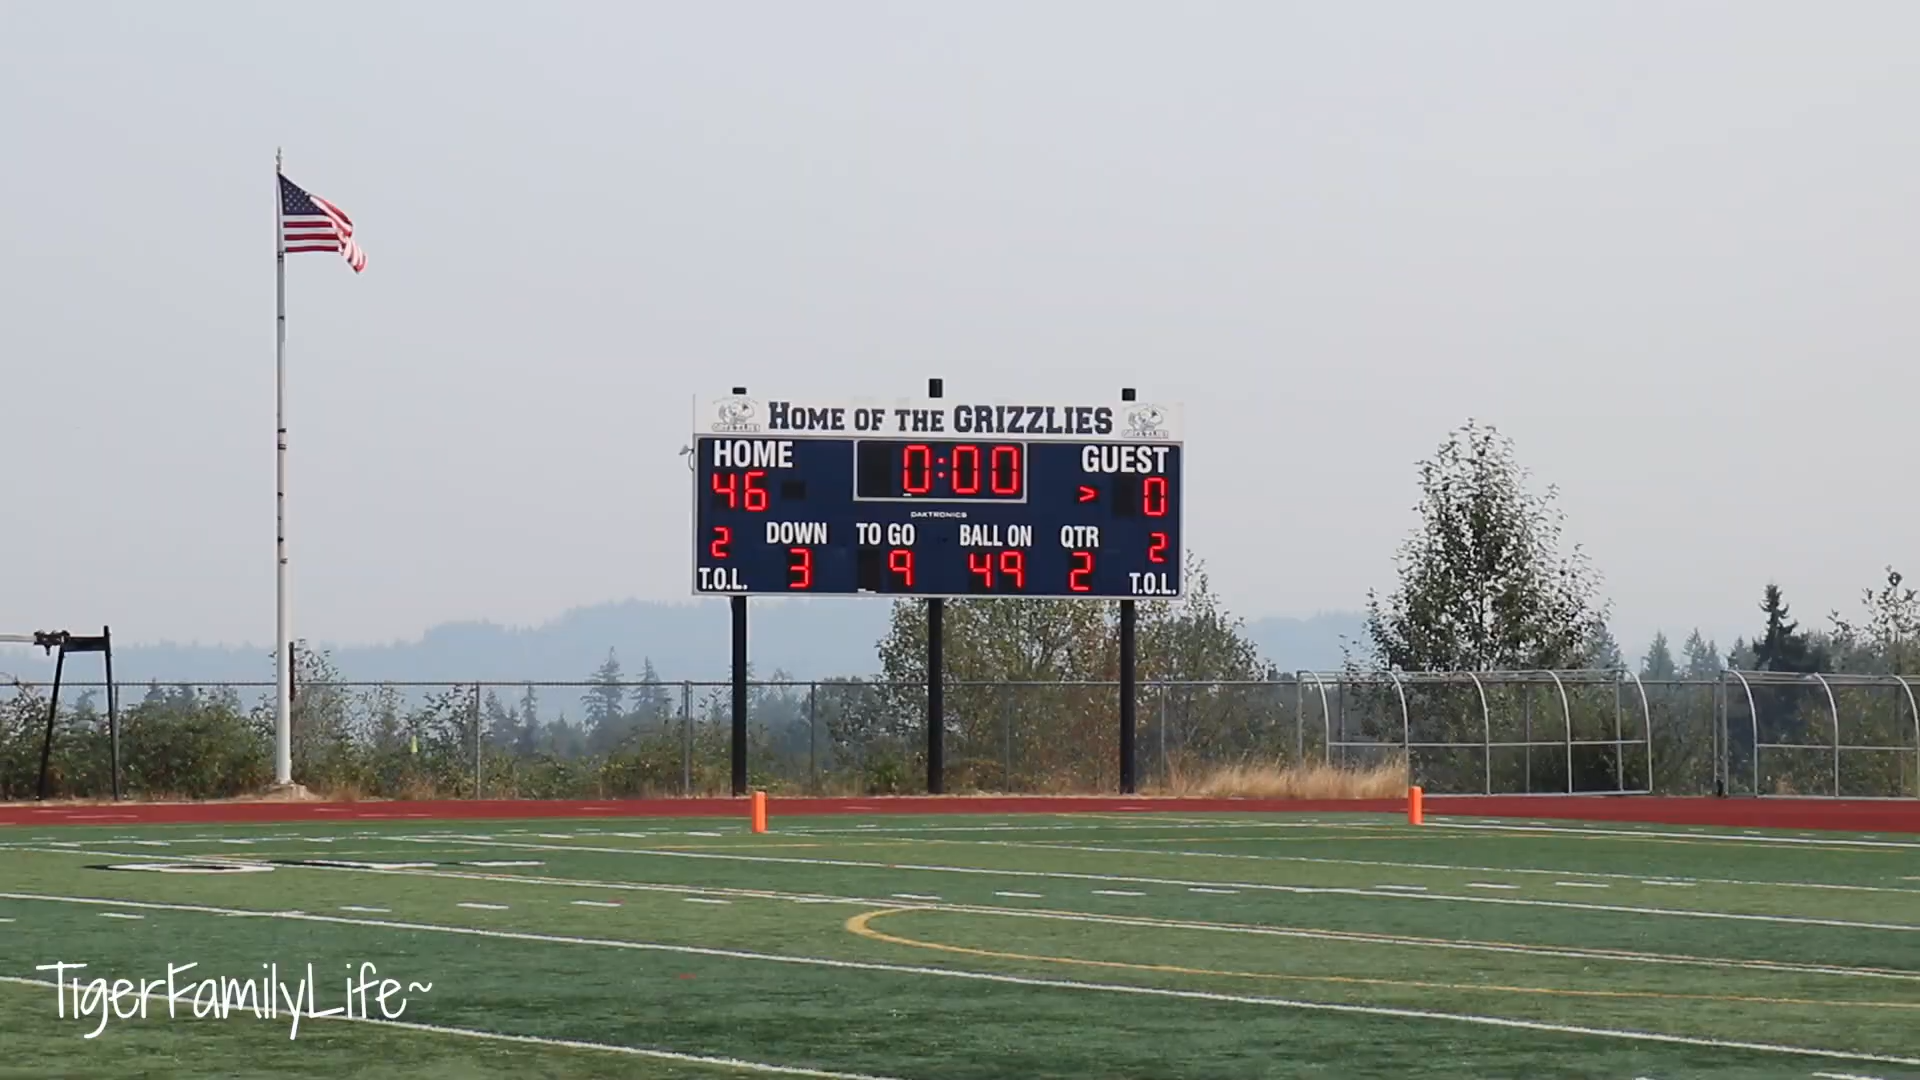 HOME OF THE GRIZZLIES
HOME 0:00 GUEST
46 > 0
DAKTRONICS
2 DOWN TO GO BALL ON QTR 2
T.O.L. 3 9 49 2 T.O.L.
TigerFamilyLife~